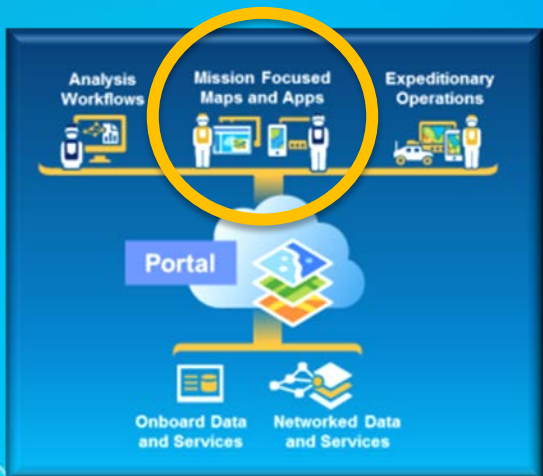 Analysis
Workflows
Mission Focused
Maps and Apps
Expeditionary
Operations
Portal
Onboard Data
and Services
Networked Data
and Services